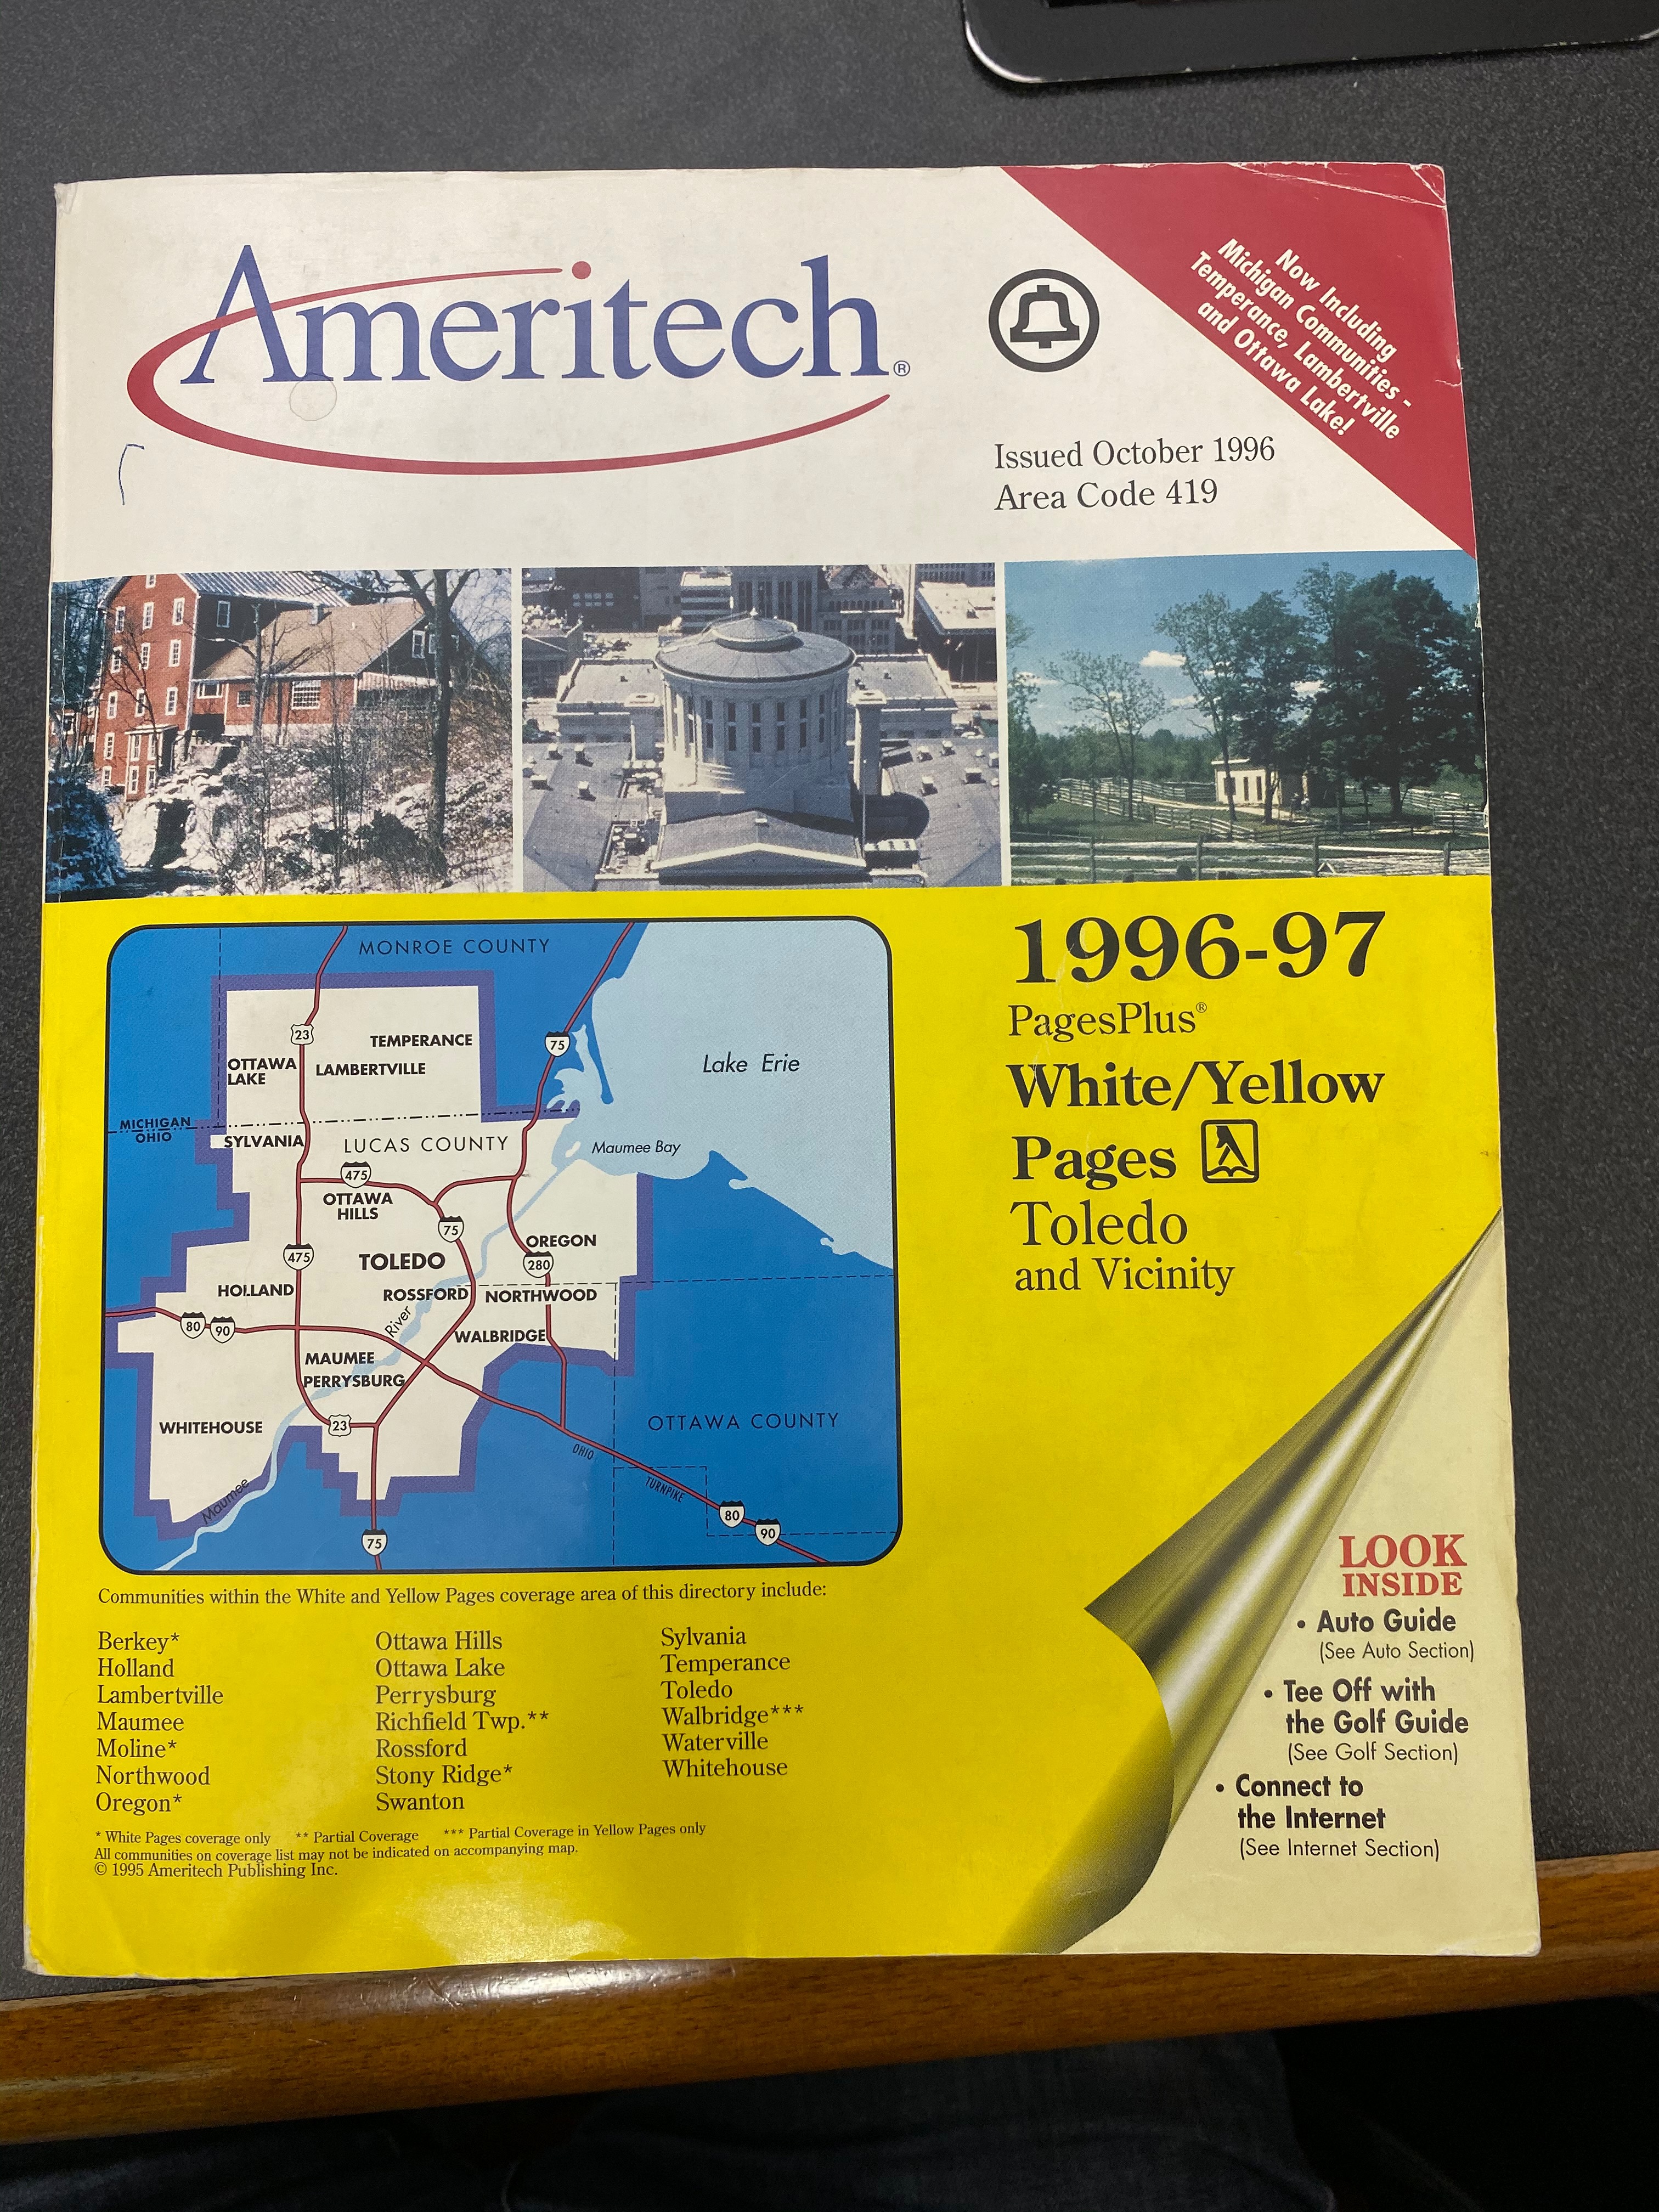 Ameritech®
Now Including
Michigan Communities -
Temperance, Lambertville
and Ottawa Lake!
Issued October 1996
Area Code 419
MONROE COUNTY
23
TEMPERANCE
75
OTTAWA
LAKE
LAMBERTVILLE
Lake Erie
MICHIGAN
OHIO
SYLVANIA
LUCAS COUNTY
Maumee Bay
475
OTTAWA
HILLS
75
OREGON
475
TOLEDO
280
HOLLAND
ROSSFORD
NORTHWOOD
80
90
River
WALBRIDGE
MAUMEE
PERRYSBURG
WHITEHOUSE
23
OTTAWA COUNTY
OHIO
TURNPIKE
Maumee
80
90
75
1996-97
PagesPlus®
White/Yellow
Pages
Toledo
and Vicinity
Communities within the White and Yellow Pages coverage area of this directory include:
Berkey*
Holland
Lambertville
Maumee
Moline*
Northwood
Oregon*
Ottawa Hills
Ottawa Lake
Perrysburg
Richfield Twp.**
Rossford
Stony Ridge*
Swanton
Sylvania
Temperance
Toledo
Walbridge***
Waterville
Whitehouse
* White Pages coverage only ** Partial Coverage *** Partial Coverage in Yellow Pages only
All communities on coverage list may not be indicated on accompanying map.
© 1995 Ameritech Publishing Inc.
LOOK
INSIDE
• Auto Guide
(See Auto Section)
• Tee Off with
the Golf Guide
(See Golf Section)
• Connect to
the Internet
(See Internet Section)